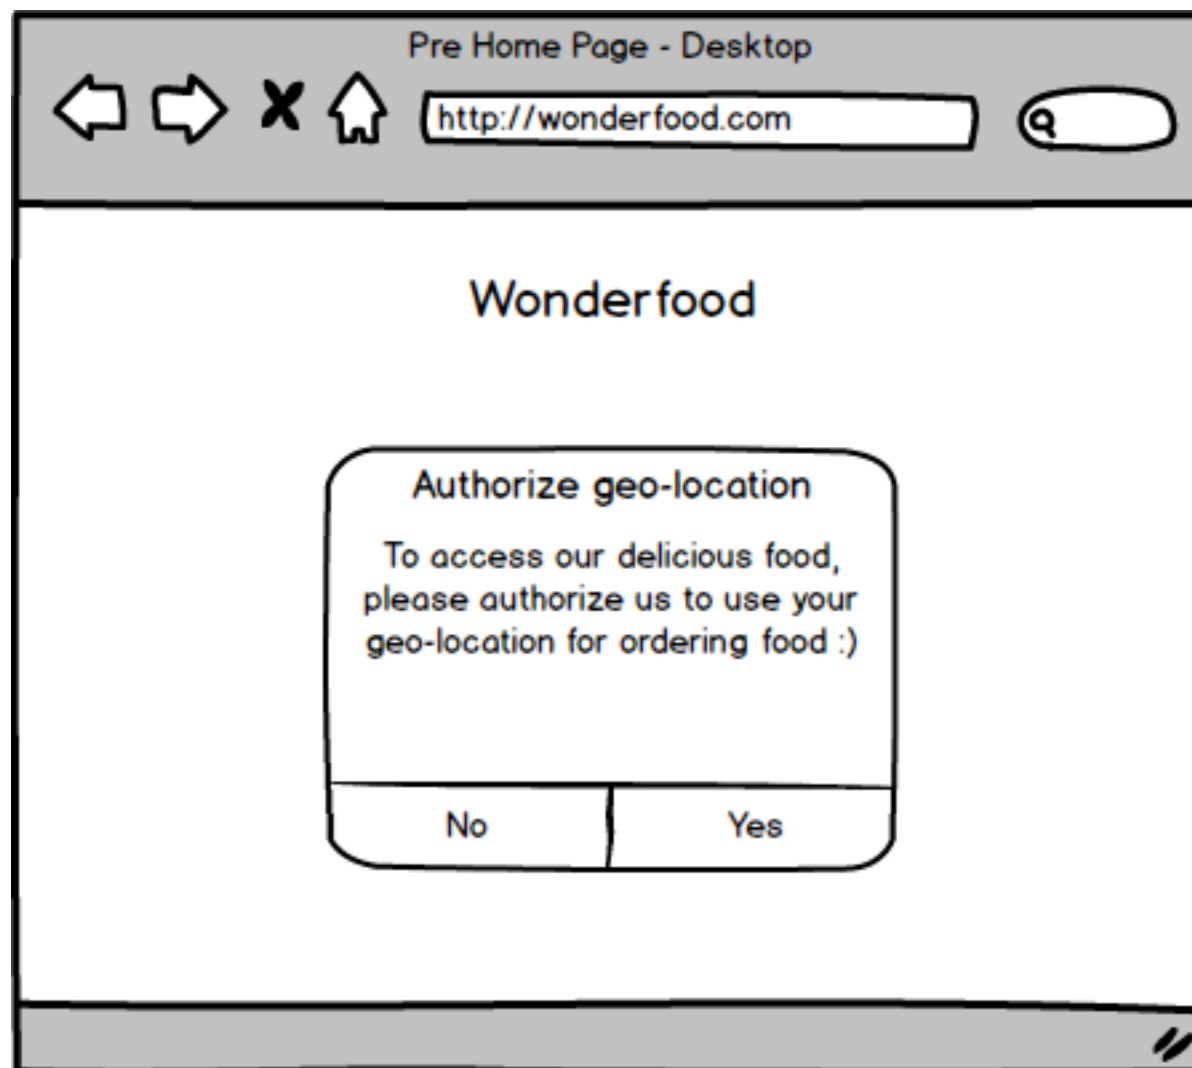 Pre Home Page - Desktop
http://wonderfood.com
Wonderfood
Authorize geo-location
To access our delicious food,
please authorize us to use your
geo-location for ordering food :)
No
Yes